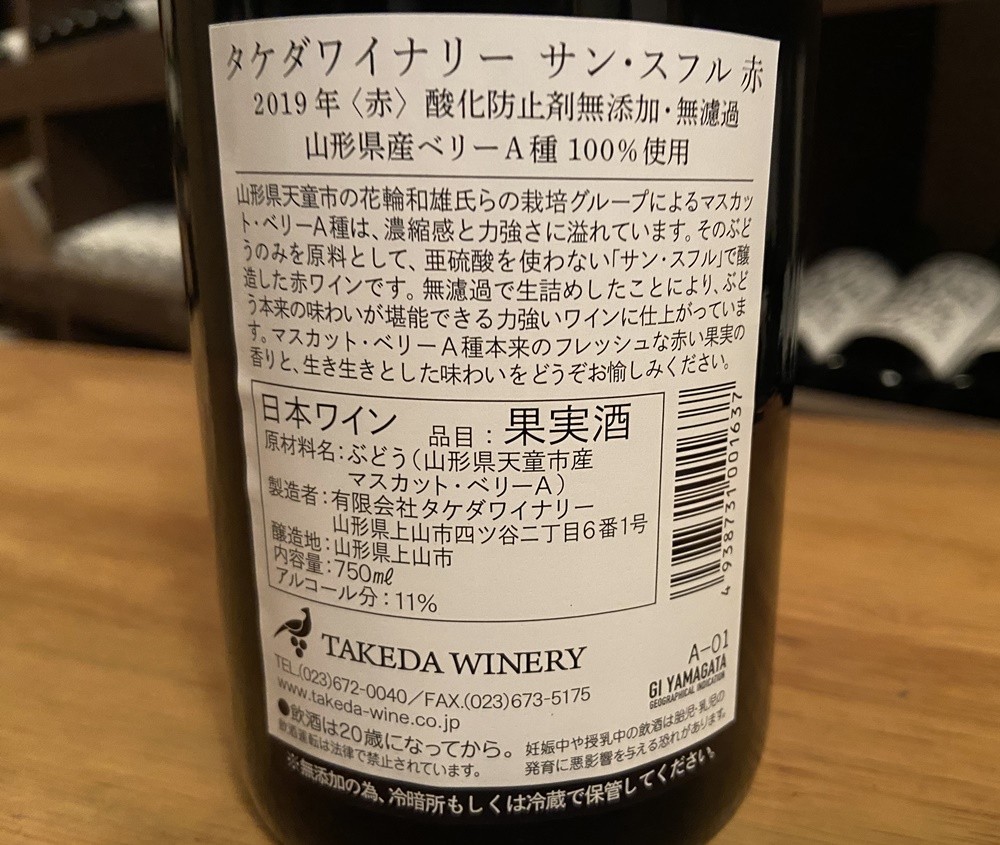 タケダワイナリー サン・スフル 赤
2019年〈赤〉酸化防止剤無添加・無濾過
山形県産ベリーA種 100%使用
山形県天童市の花輪和雄氏らの栽培グループによるマスカッ
ト・ベリーA種は、濃縮感と力強さに溢れています。そのぶど
うのみを原料として、亜硫酸を使わない「サン・スフル」で醸
造した赤ワインです。無濾過で生詰めしたことにより、ぶど
う本来の味わいが堪能できる力強いワインに仕上がっていま
す。マスカット・ベリーA種本来のフレッシュな赤い果実の
香りと、生き生きとした味わいをどうぞお愉しみください。
日本ワイン 品目：果実酒
原材料名：ぶどう（山形県天童市産
マスカット・ベリーA）
製造者：有限会社タケダワイナリー
山形県上山市四ツ谷二丁目6番1号
醸造地：山形県上山市
内容量：750㎖
アルコール分：11%
4 938731 001637
TAKEDA WINERY
A-01
GI YAMAGATA
GEOGRAPHICAL INDICATION
TEL.(023)672-0040／FAX.(023)673-5175
www.takeda-wine.co.jp
●飲酒は20歳になってから。
飲酒運転は法律で禁止されています。
妊娠中や授乳中の飲酒は胎児・乳児の
発育に悪影響を与える恐れがあります。
※無添加の為、冷暗所もしくは冷蔵で保管してください。